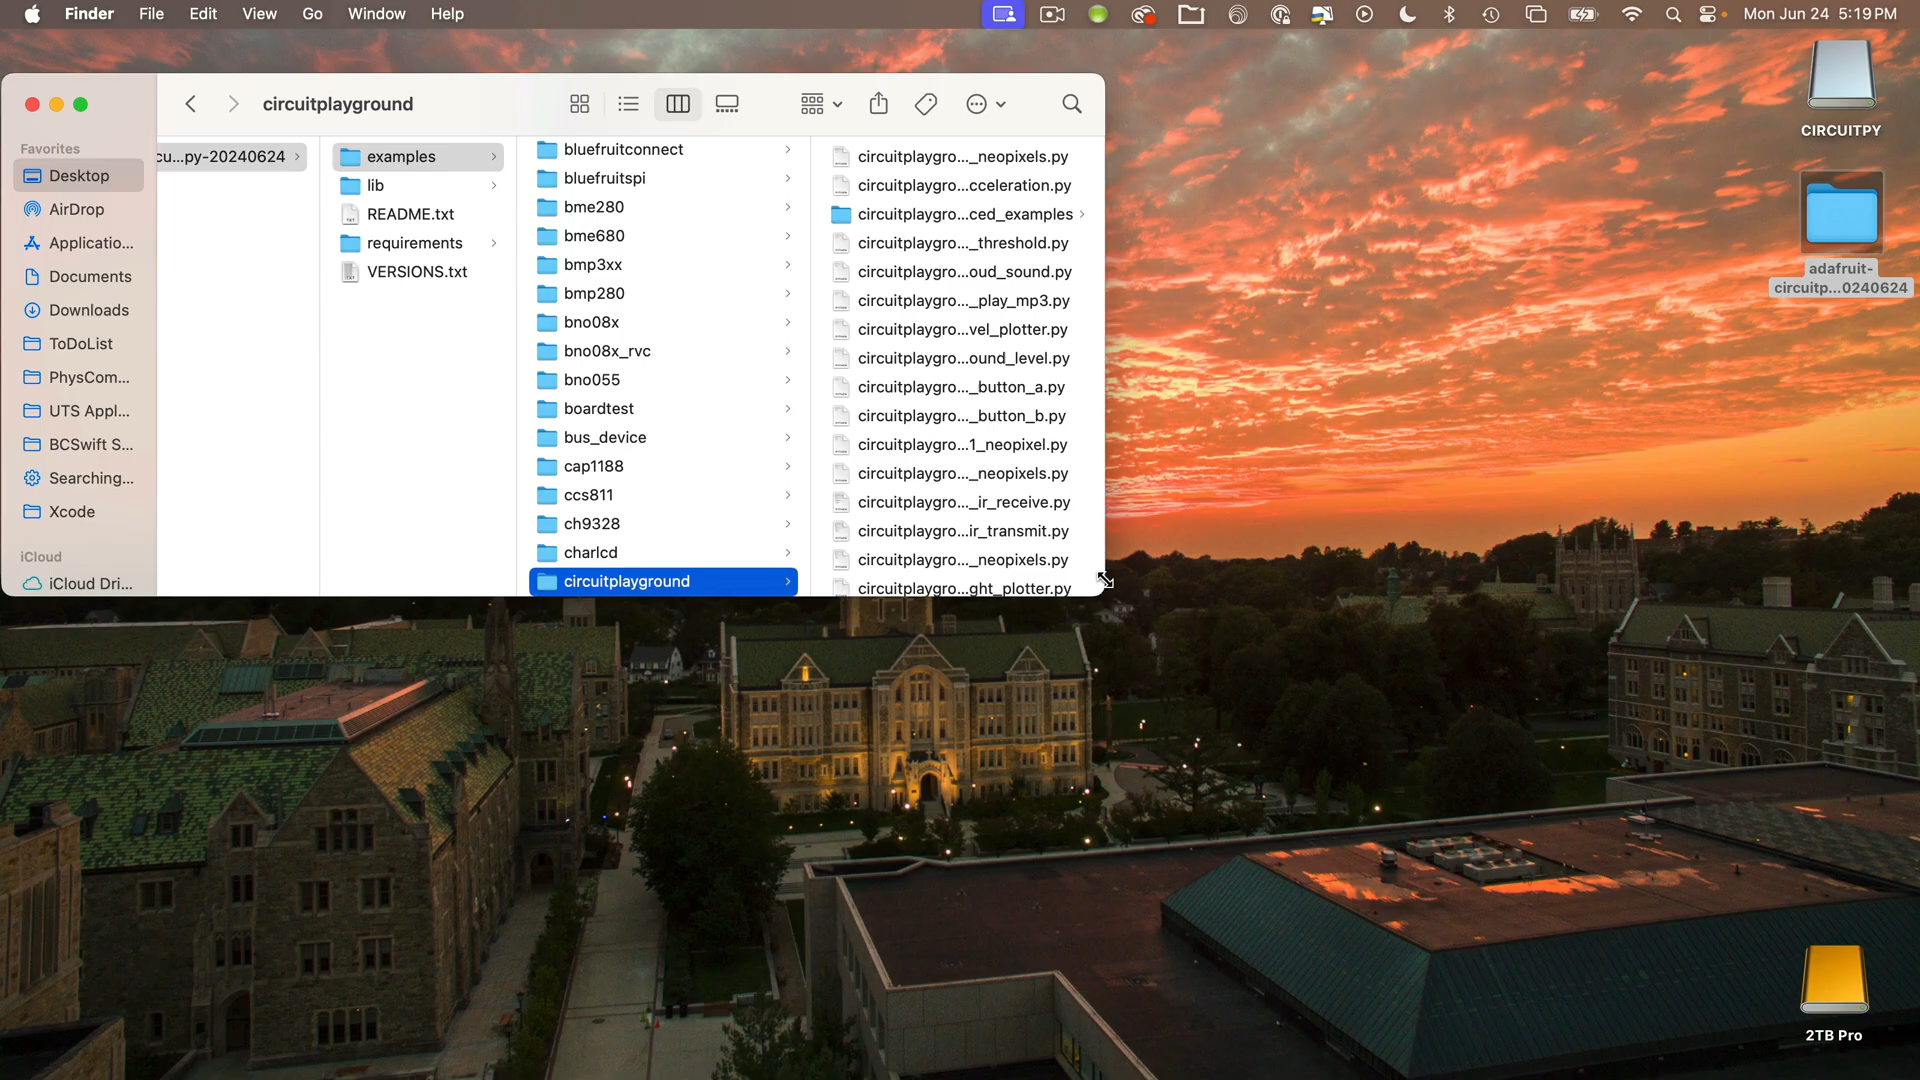 Finder File Edit View Go Window Help
Mon Jun 24 5:19 PM
circuitplayground
Favorites
Desktop
AirDrop
Applicatio...
Documents
Downloads
ToDoList
PhysCom...
UTS Appl...
BCSwift S...
Searching...
Xcode
iCloud
iCloud Dri...
cu...py-20240624
examples
lib
README.txt
requirements
VERSIONS.txt
bluefruitconnect
bluefruitspi
bme280
bme680
bmp3xx
bmp280
bno08x
bno08x_rvc
bno055
boardtest
bus_device
cap1188
ccs811
ch9328
charlcd
circuitplayground
circuitplaygro..._neopixels.py
circuitplaygro...cceleration.py
circuitplaygro...ced_examples
circuitplaygro..._threshold.py
circuitplaygro...oud_sound.py
circuitplaygro..._play_mp3.py
circuitplaygro...vel_plotter.py
circuitplaygro...ound_level.py
circuitplaygro..._button_a.py
circuitplaygro..._button_b.py
circuitplaygro...1_neopixel.py
circuitplaygro..._neopixels.py
circuitplaygro..._ir_receive.py
circuitplaygro...ir_transmit.py
circuitplaygro..._neopixels.py
circuitplaygro...ght_plotter.py
CIRCUITPY
adafruit-
circuitp...0240624
2TB Pro